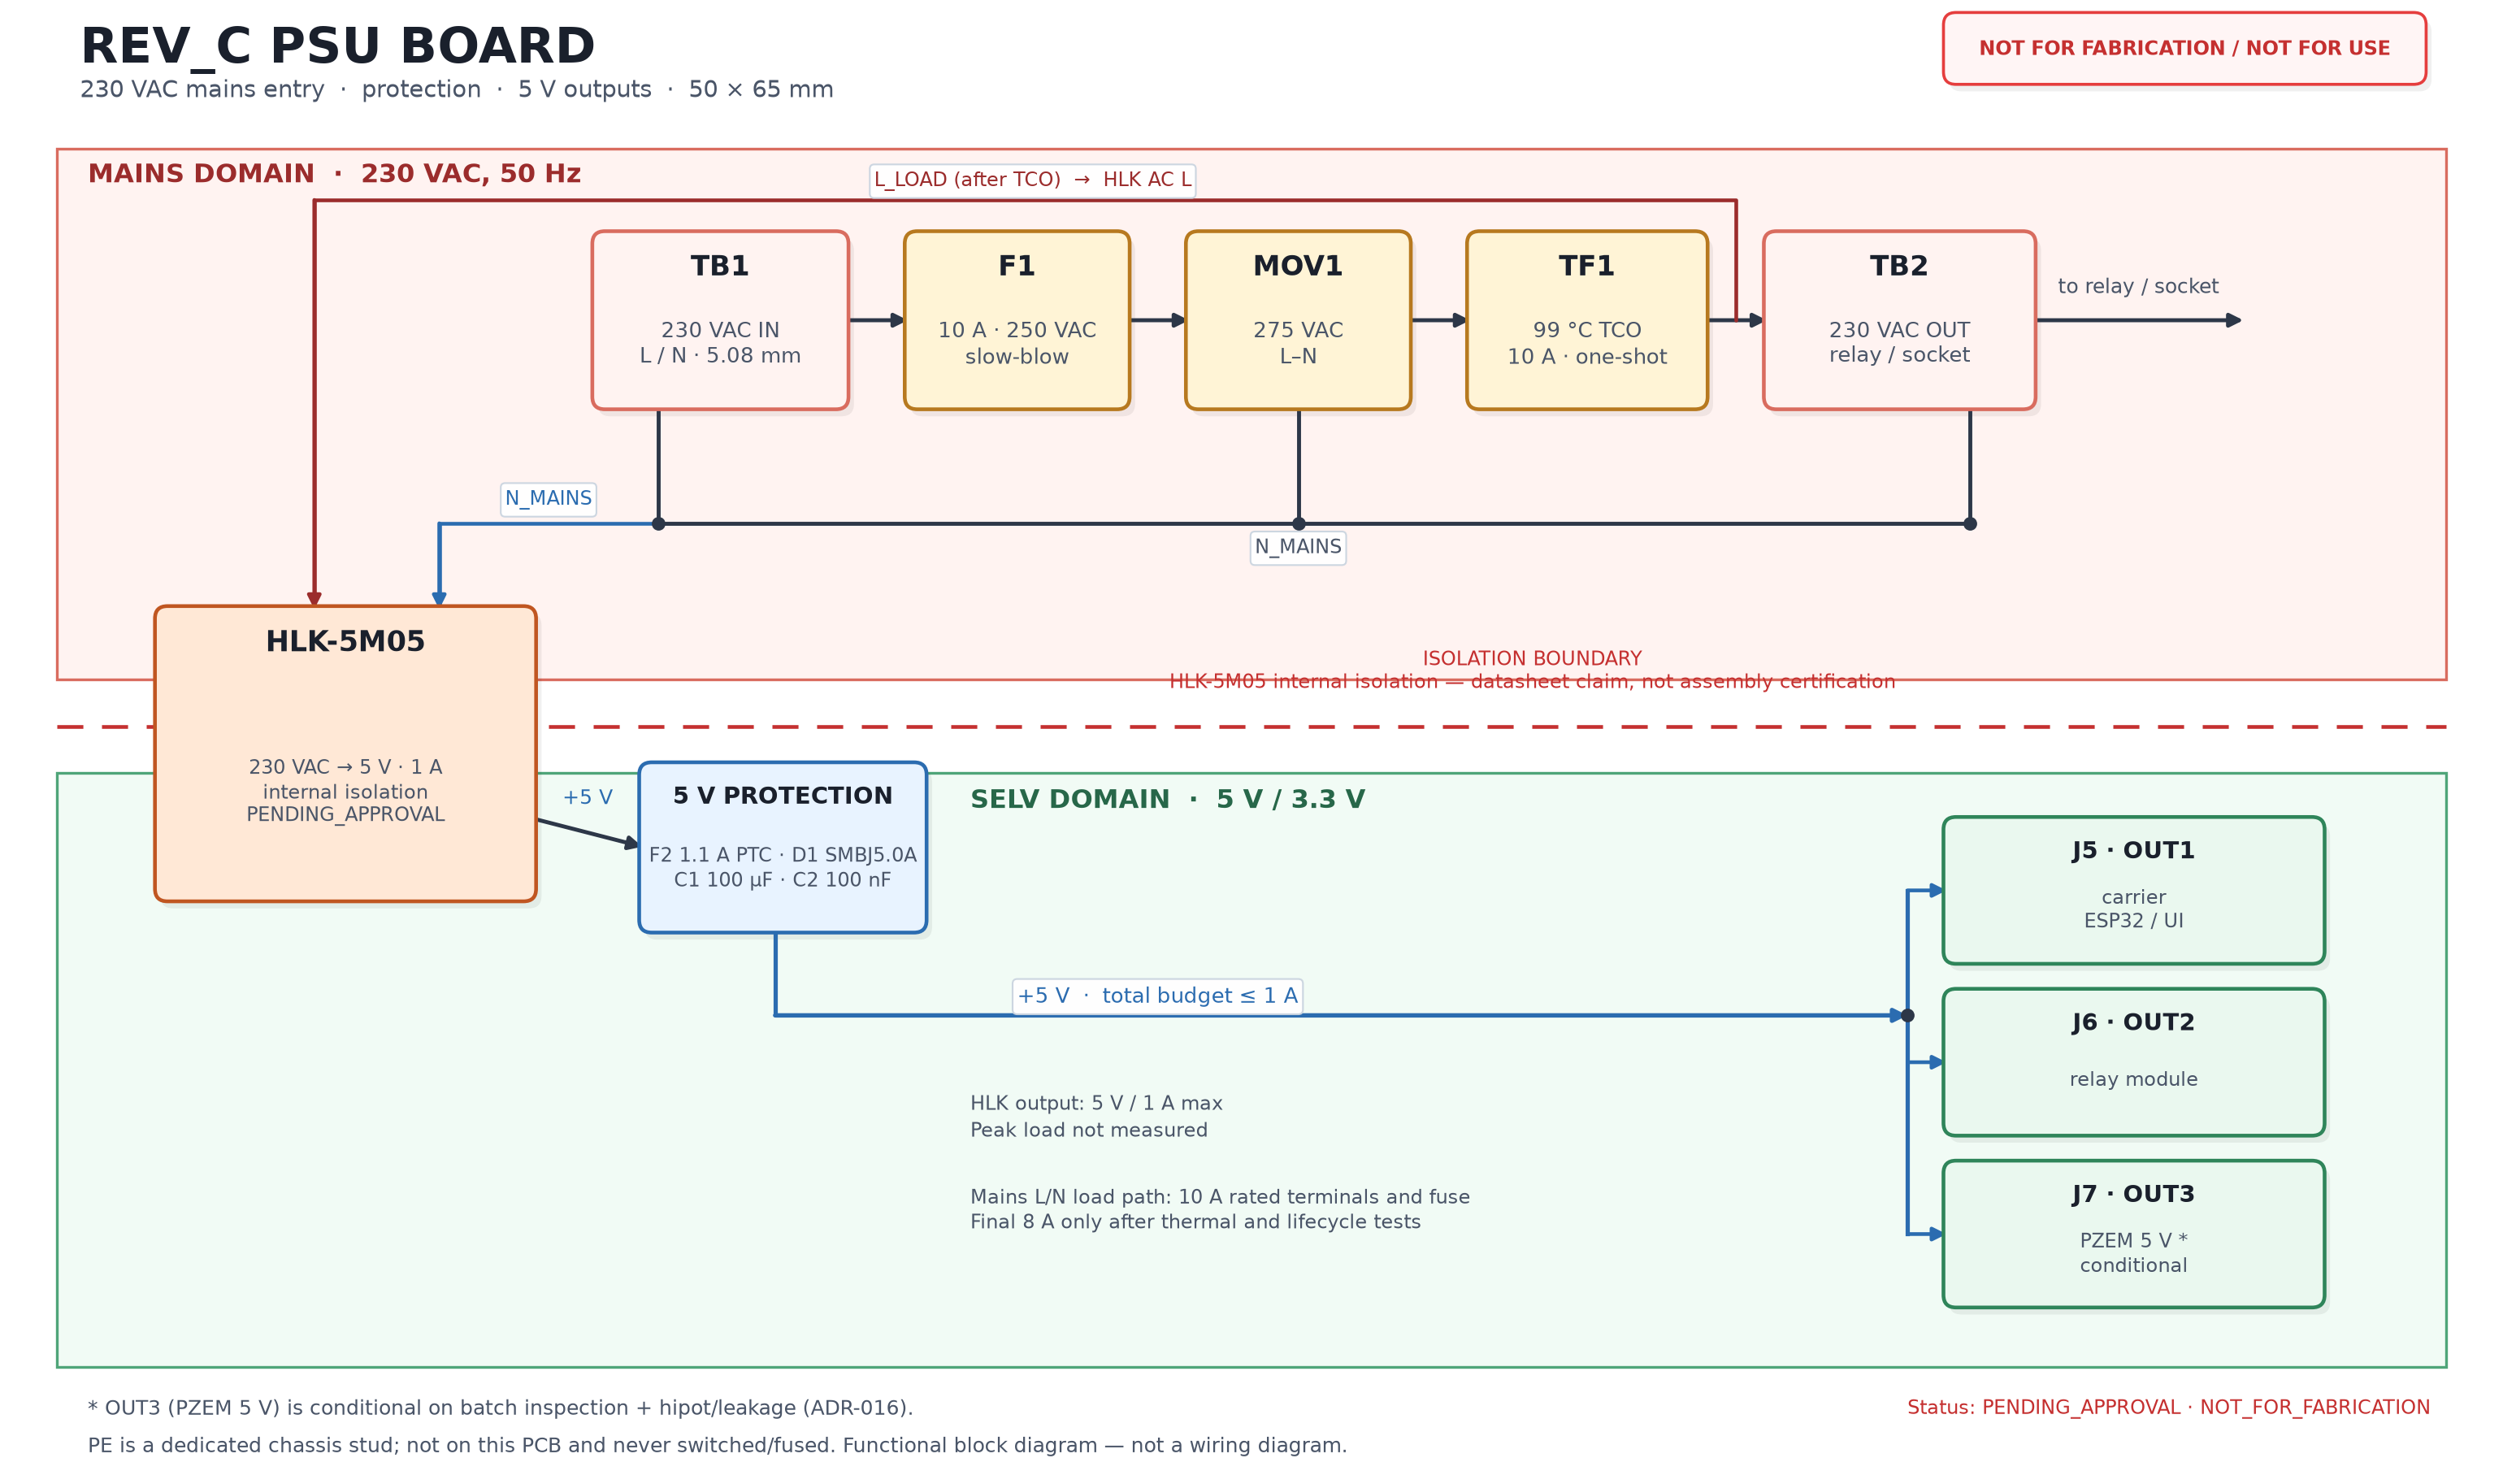 REV_C PSU BOARD
230 VAC mains entry · protection · 5 V outputs · 50 × 65 mm
NOT FOR FABRICATION / NOT FOR USE
MAINS DOMAIN · 230 VAC, 50 Hz
L_LOAD (after TCO) → HLK AC L
TB1
230 VAC IN
L / N · 5.08 mm
F1
10 A · 250 VAC
slow-blow
MOV1
275 VAC
L–N
TF1
99 °C TCO
10 A · one-shot
TB2
230 VAC OUT
relay / socket
to relay / socket
N_MAINS
N_MAINS
HLK-5M05
230 VAC → 5 V · 1 A
internal isolation
PENDING_APPROVAL
ISOLATION BOUNDARY
HLK-5M05 internal isolation — datasheet claim, not assembly certification
+5 V
5 V PROTECTION
F2 1.1 A PTC · D1 SMBJ5.0A
C1 100 µF · C2 100 nF
SELV DOMAIN · 5 V / 3.3 V
J5 · OUT1
carrier
ESP32 / UI
+5 V · total budget ≤ 1 A
J6 · OUT2
relay module
HLK output: 5 V / 1 A max
Peak load not measured
Mains L/N load path: 10 A rated terminals and fuse
Final 8 A only after thermal and lifecycle tests
J7 · OUT3
PZEM 5 V *
conditional
* OUT3 (PZEM 5 V) is conditional on batch inspection + hipot/leakage (ADR-016).
Status: PENDING_APPROVAL · NOT_FOR_FABRICATION
PE is a dedicated chassis stud; not on this PCB and never switched/fused. Functional block diagram — not a wiring diagram.